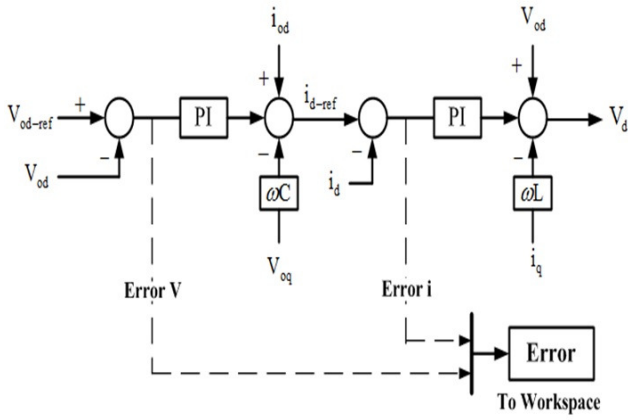 i_od
V_od
+
+
V_od-ref
+
PI
i_d-ref
PI
V_d
-
-
-
-
V_od
ωC
i_d
ωL
V_oq
i_q
Error V
Error i
Error
To Workspace